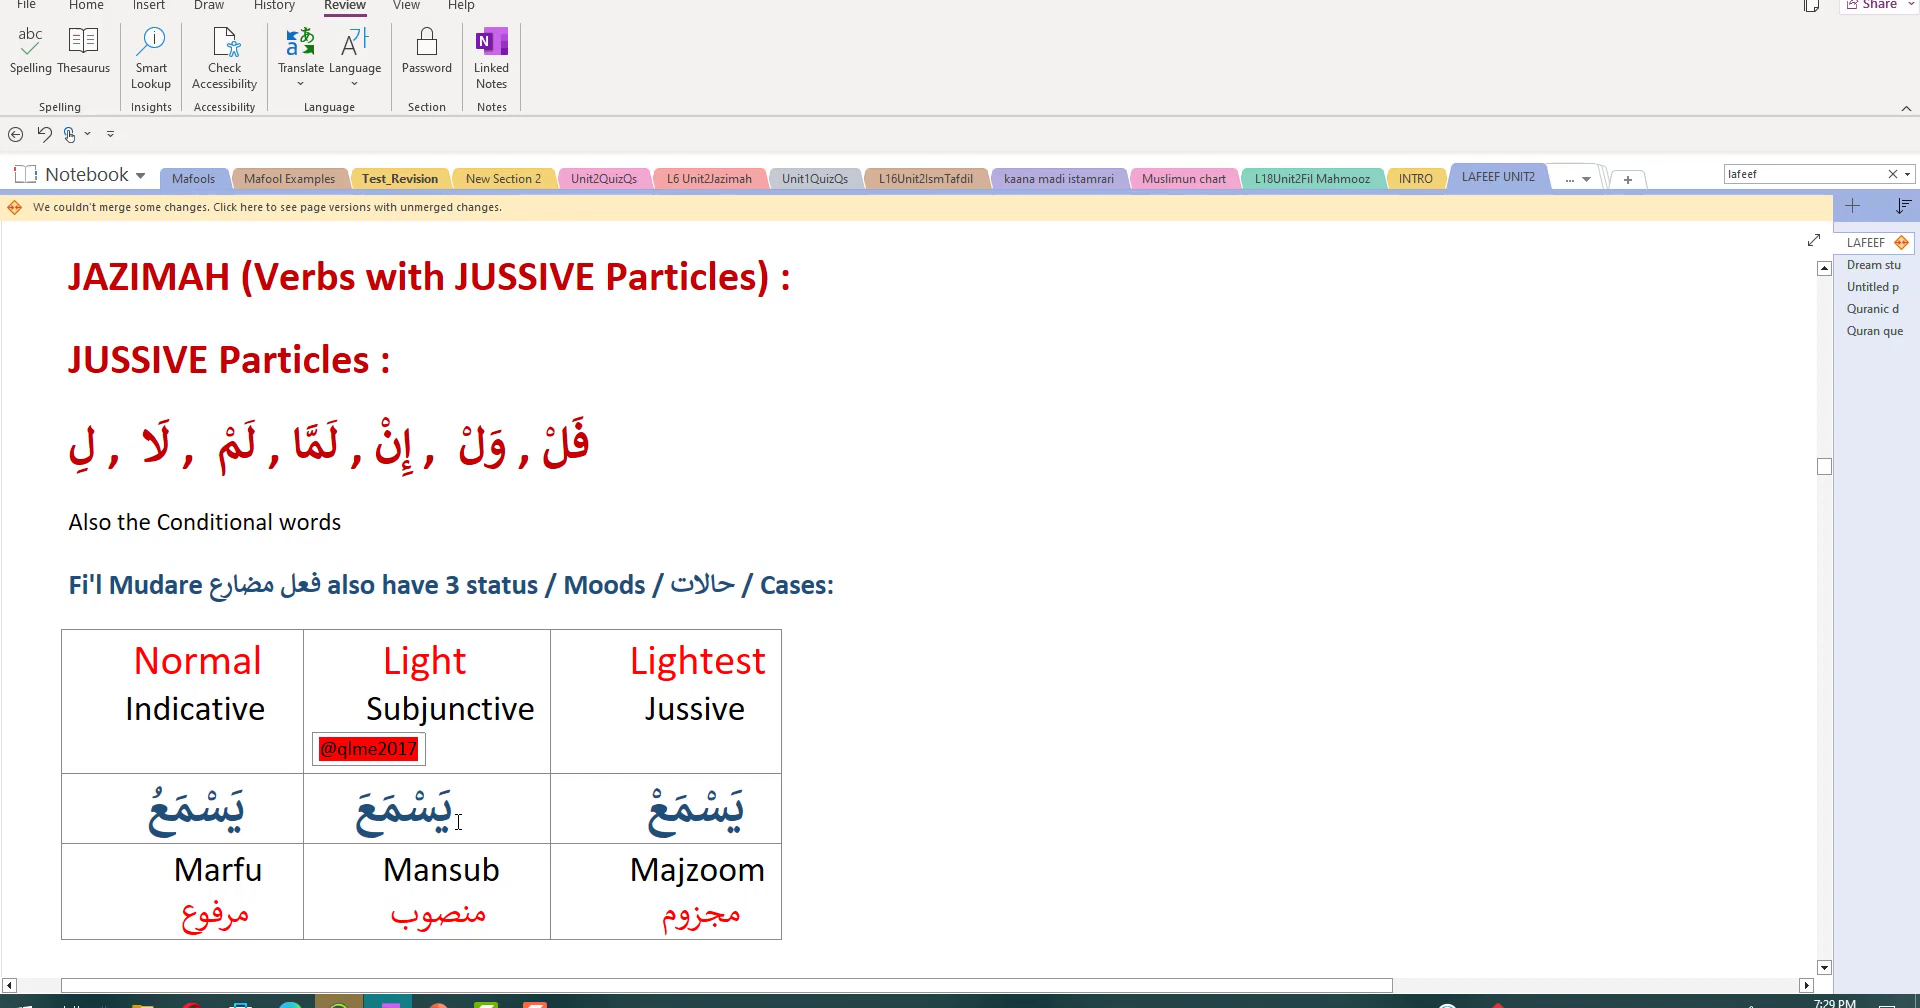 File Home Insert Draw History Review View Help
Share
abc
Spelling Thesaurus Smart Lookup Check Accessibility Translate Language Password Linked Notes
Spelling Insights Accessibility Language Section Notes
Notebook Mafools Mafool Examples Test_Revision New Section 2 Unit2QuizQs L6 Unit2Jazimah Unit1QuizQs L16Unit2IsmTafdil kaana madi istamrari Muslimun chart L18Unit2Fil Mahmooz INTRO LAFEEF UNIT2 ... lafeef
We couldn't merge some changes. Click here to see page versions with unmerged changes.
LAFEEF
Dream stu
Untitled p
Quranic d
Quran que
JAZIMAH (Verbs with JUSSIVE Particles) :
JUSSIVE Particles :
لِ , لَا , لَمْ , لَمَّا , إِنْ , وَلْ , فَلْ
Also the Conditional words
Fi'l Mudare فعل مضارع also have 3 status / Moods / حالات / Cases:
Normal Light Lightest
Indicative Subjunctive Jussive
@qlme2017
يَسْمَعُ يَسْمَعَ يَسْمَعْ
Marfu Mansub Majzoom
مرفوع منصوب مجزوم
7:29 PM